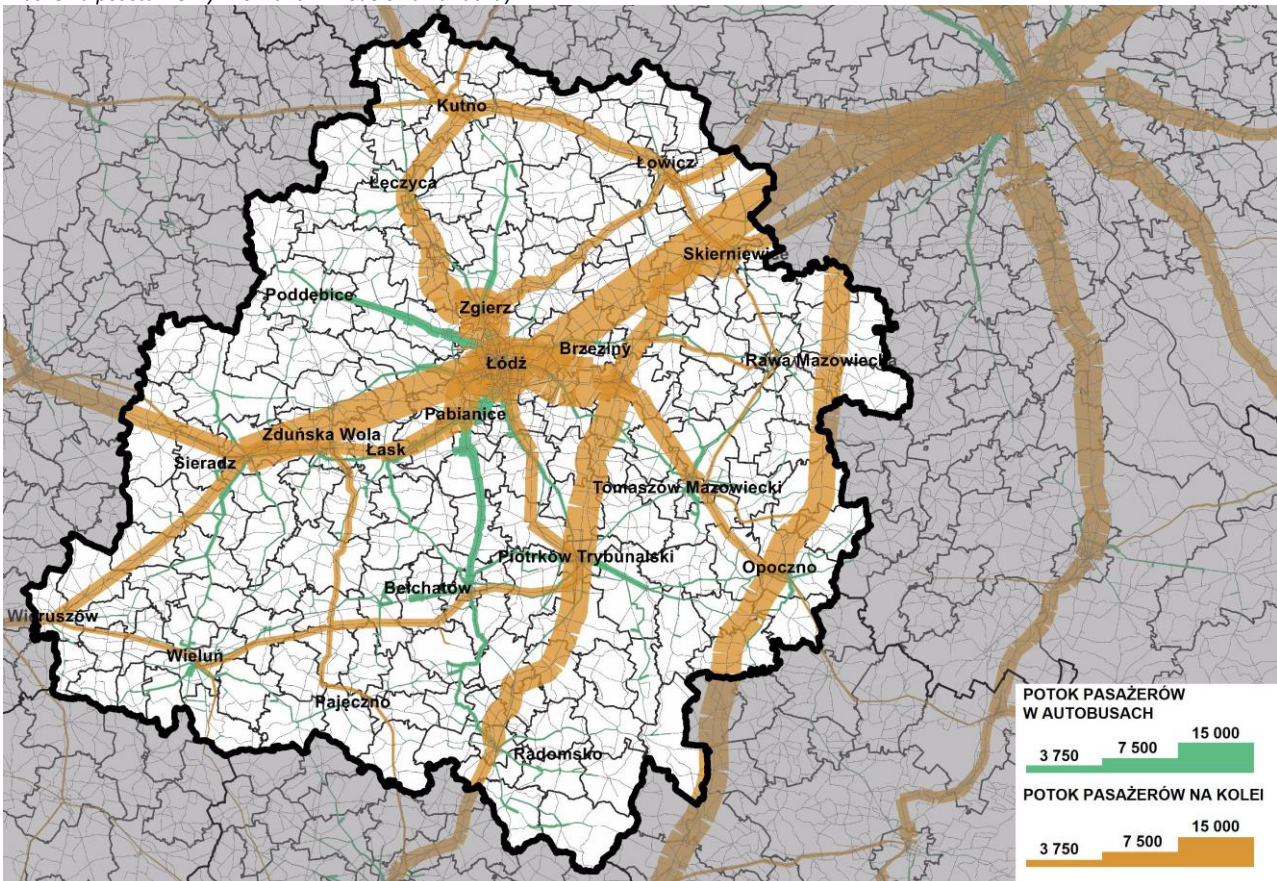 Kutno
Łowicz
Łęczyca
Skierniewice
Poddębice
Zgierz
Brzeziny
Rawa Mazowiecka
Łódź
Pabianice
Zduńska Wola
Łask
Sieradz
Tomaszów Mazowiecki
Piotrków Trybunalski
Opoczno
Bełchatów
Wieruszów
Wieluń
Pajęczno
Radomsko
POTOK PASAŻERÓW
W AUTOBUSACH
3 750 7 500 15 000
POTOK PASAŻERÓW NA KOLEI
3 750 7 500 15 000